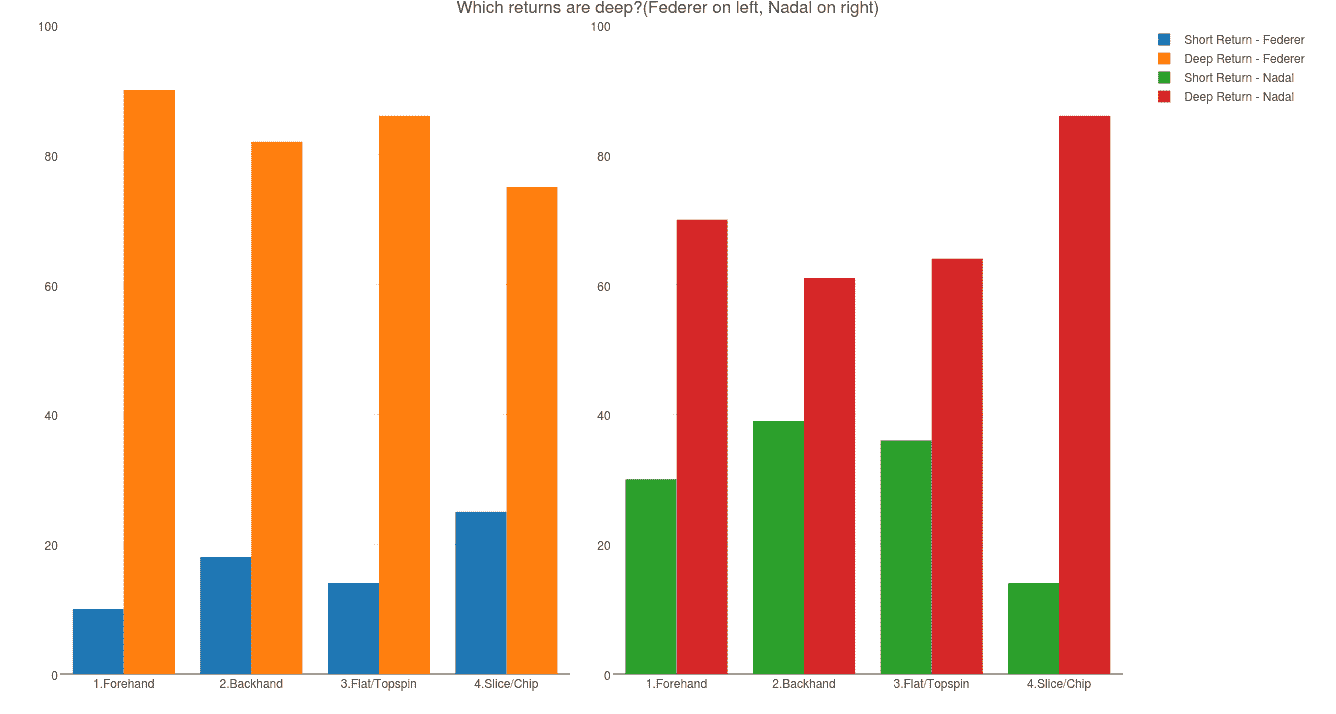 Which returns are deep?(Federer on left, Nadal on right)
100
80
60
40
20
0
1.Forehand
2.Backhand
3.Flat/Topspin
4.Slice/Chip
100
80
60
40
20
0
1.Forehand
2.Backhand
3.Flat/Topspin
4.Slice/Chip
Short Return - Federer
Deep Return - Federer
Short Return - Nadal
Deep Return - Nadal